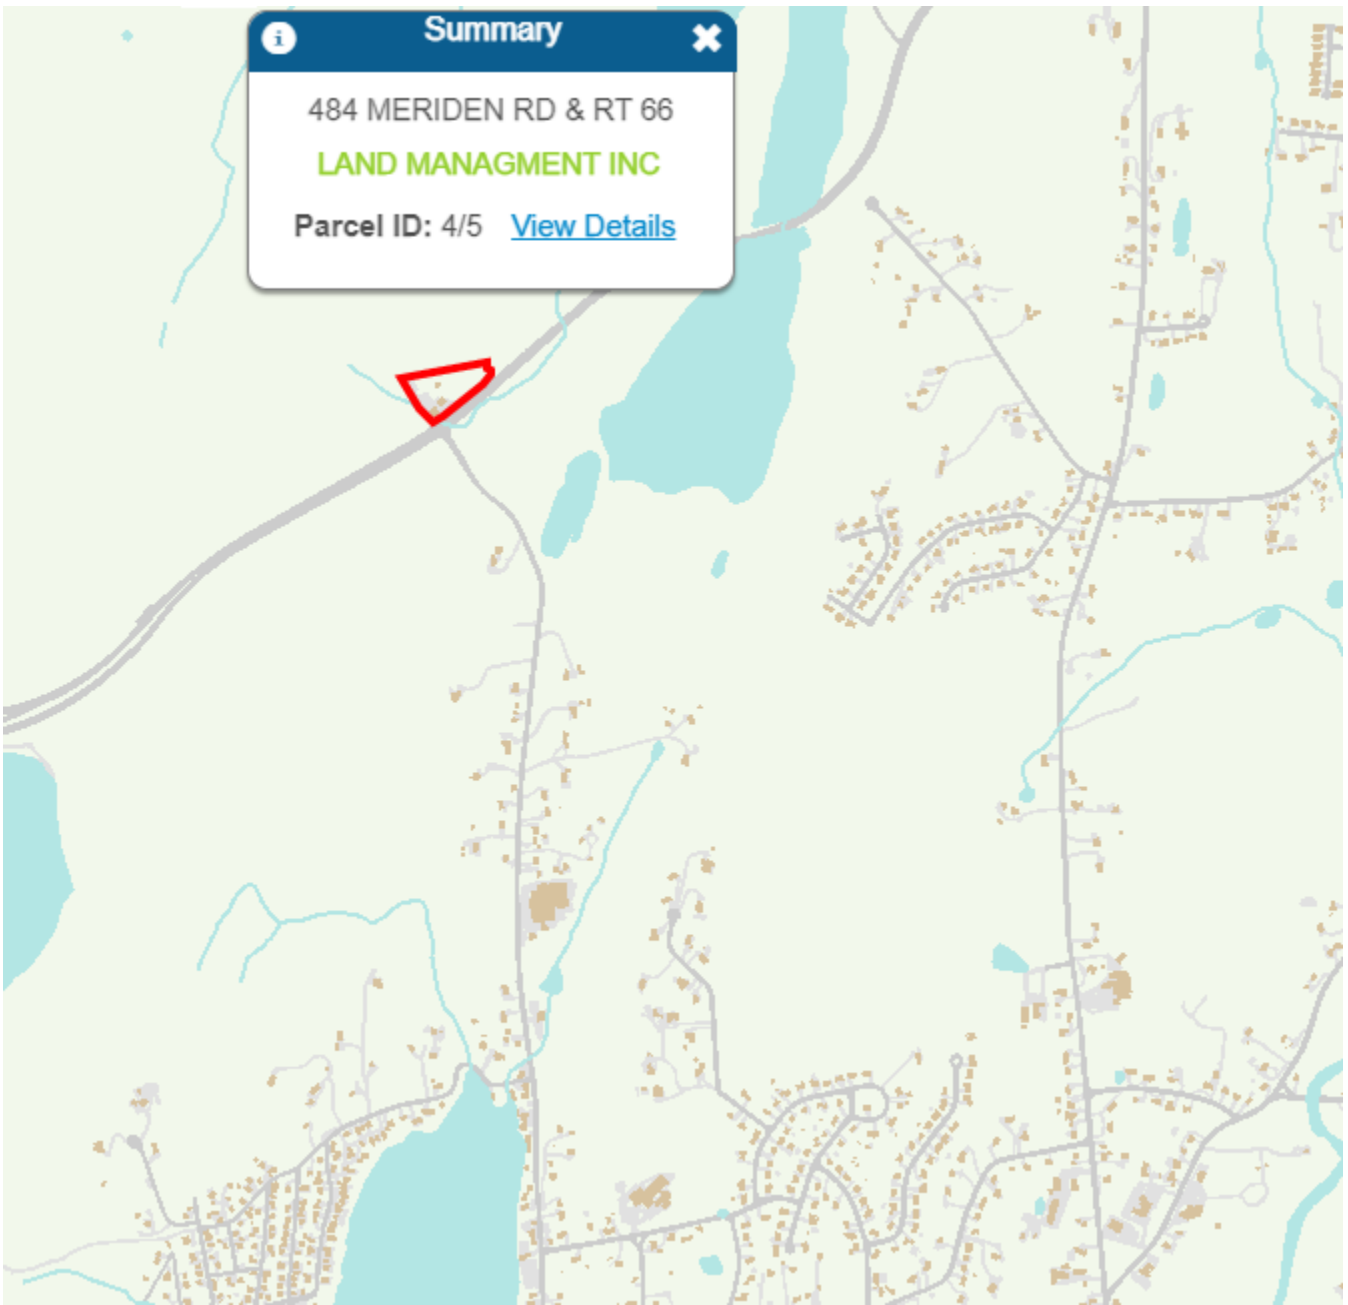 Summary
484 MERIDEN RD & RT 66
LAND MANAGMENT INC
Parcel ID: 4/5 View Details